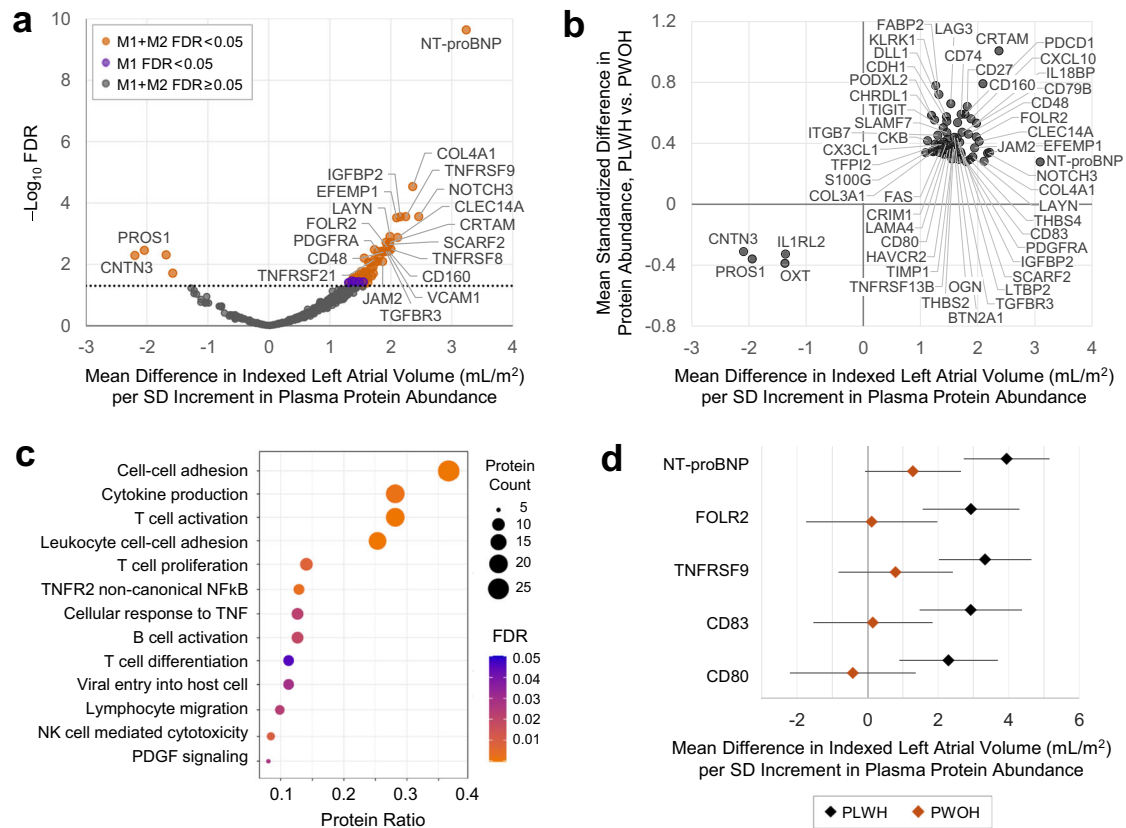 a
10
8
6
4
2
0
−Log10 FDR
M1+M2 FDR<0.05
M1 FDR<0.05
M1+M2 FDR≥0.05
NT-proBNP
COL4A1
TNFRSF9
IGFBP2
EFEMP1
NOTCH3
LAYN
CLEC14A
FOLR2
CRTAM
PDGFRA
SCARF2
CD48
TNFRSF8
TNFRSF21
CD160
JAM2
VCAM1
TGFBR3
PROS1
CNTN3
-3
-2
-1
0
1
2
3
4
Mean Difference in Indexed Left Atrial Volume (mL/m²)
per SD Increment in Plasma Protein Abundance
b
1.2
0.8
0.4
0
-0.4
-0.8
Mean Standardized Difference in
Protein Abundance, PLWH vs. PWOH
FABP2
LAG3
KLRK1
CRTAM
DLL1
CD74
PDCD1
CDH1
CD27
CXCL10
PODXL2
CD160
IL18BP
CHRDL1
CD79B
TIGIT
CD48
SLAMF7
FOLR2
ITGB7
CKB
CLEC14A
CX3CL1
JAM2
EFEMP1
TFPI2
NT-proBNP
S100G
NOTCH3
COL3A1
FAS
COL4A1
CRIM1
LAYN
LAMA4
THBS4
CD80
CD83
HAVCR2
PDGFRA
TIMP1
IGFBP2
TNFRSF13B
OGN
SCARF2
THBS2
LTBP2
BTN2A1
TGFBR3
CNTN3
IL1RL2
PROS1
OXT
-3
-2
-1
0
1
2
3
4
Mean Difference in Indexed Left Atrial Volume (mL/m²)
per SD Increment in Plasma Protein Abundance
c
Cell-cell adhesion
Cytokine production
T cell activation
Leukocyte cell-cell adhesion
T cell proliferation
TNFR2 non-canonical NFkB
Cellular response to TNF
B cell activation
T cell differentiation
Viral entry into host cell
Lymphocyte migration
NK cell mediated cytotoxicity
PDGF signaling
0.1
0.2
0.3
0.4
Protein Ratio
Protein
Count
5
10
15
20
25
FDR
0.05
0.04
0.03
0.02
0.01
d
NT-proBNP
FOLR2
TNFRSF9
CD83
CD80
-2
0
2
4
6
Mean Difference in Indexed Left Atrial Volume (mL/m²)
per SD Increment in Plasma Protein Abundance
PLWH
PWOH